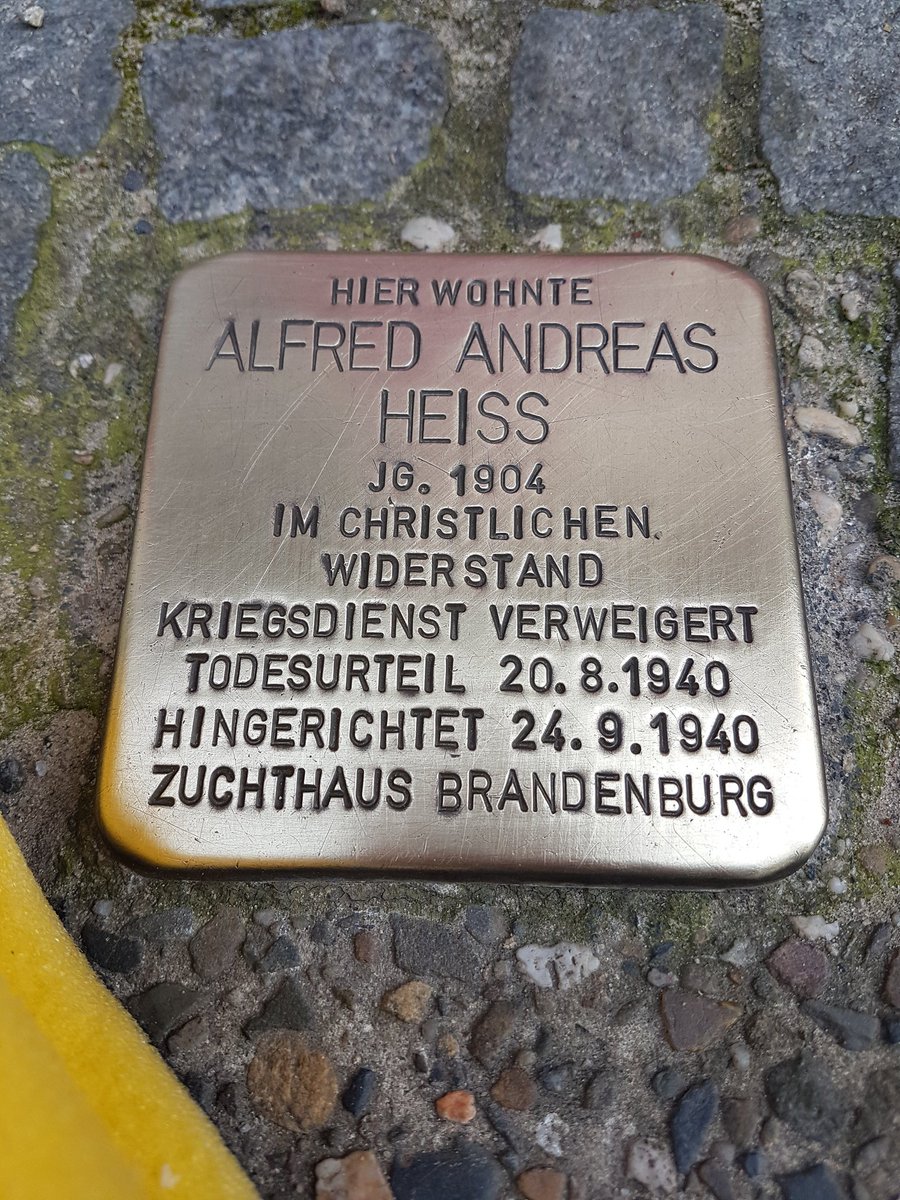 HIER WOHNTE
ALFRED ANDREAS
HEISS
JG. 1904
IM CHRISTLICHEN
WIDERSTAND
KRIEGSDIENST VERWEIGERT
TODESURTEIL 20.8.1940
HINGERICHTET 24.9.1940
ZUCHTHAUS BRANDENBURG